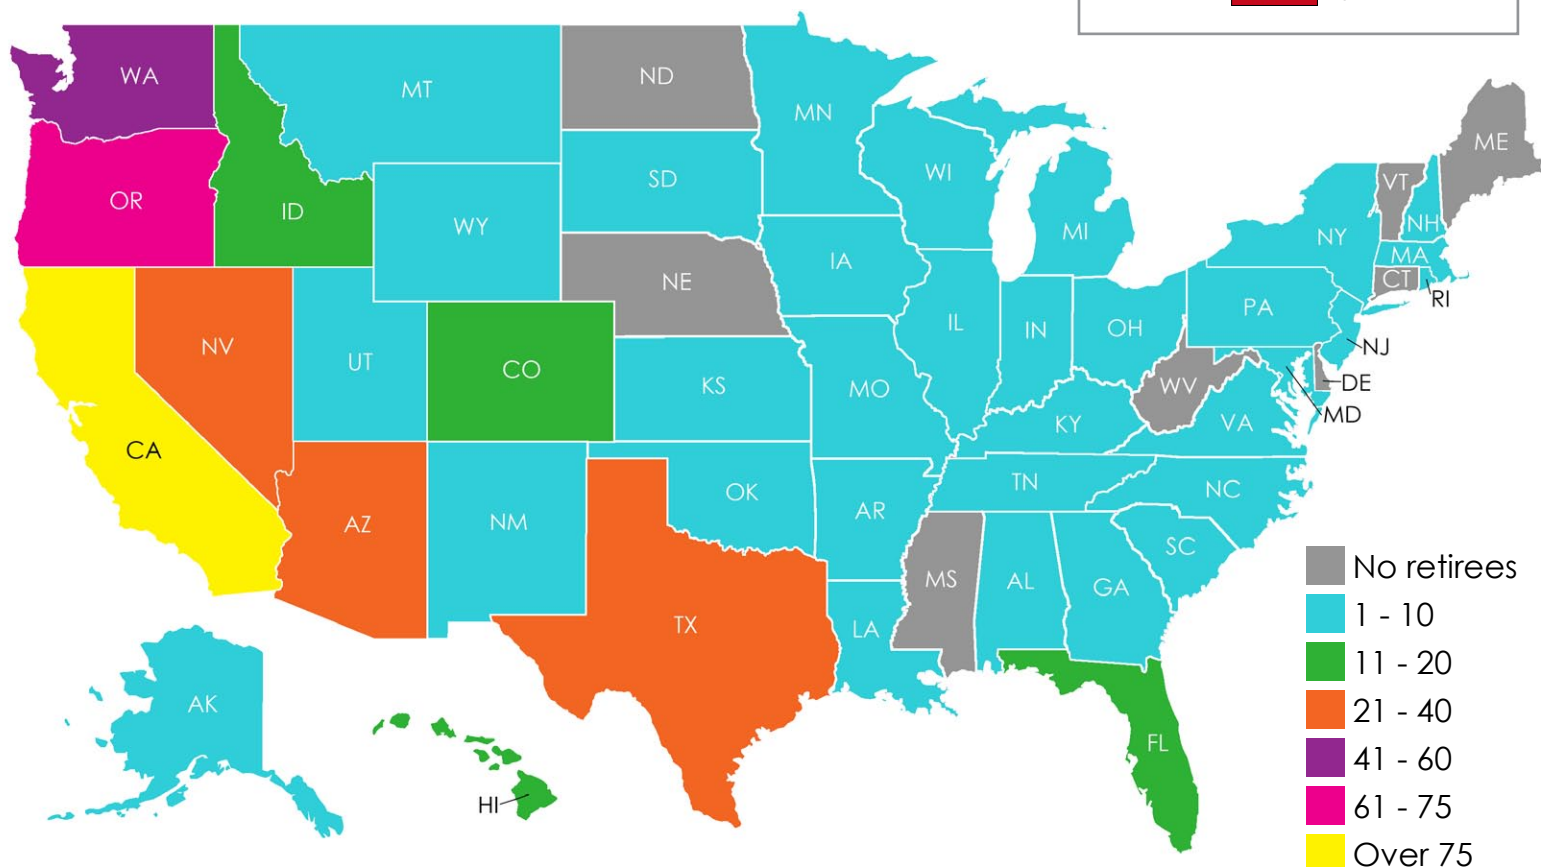 WA
MT
ND
MN
ME
OR
ID
SD
WI
VT
NH
WY
MI
NY
MA
IA
NE
CT
RI
PA
NV
UT
CO
IL
IN
OH
NJ
KS
MO
WV
DE
MD
KY
VA
CA
AZ
NM
OK
AR
TN
NC
SC
MS
AL
GA
TX
LA
AK
HI
FL
No retirees
1 - 10
11 - 20
21 - 40
41 - 60
61 - 75
Over 75